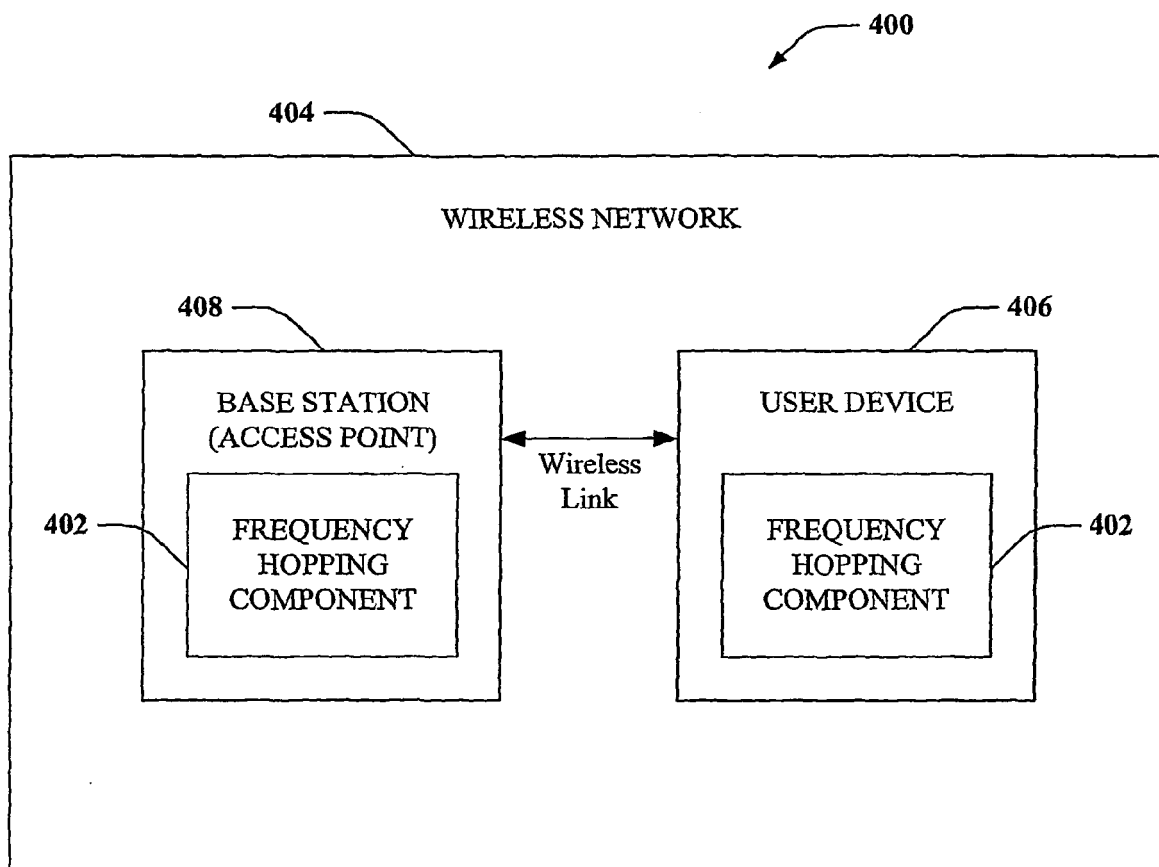 400
404
WIRELESS NETWORK
408
406
BASE STATION
(ACCESS POINT)
USER DEVICE
Wireless
Link
402
FREQUENCY
HOPPING
COMPONENT
FREQUENCY
HOPPING
COMPONENT
402